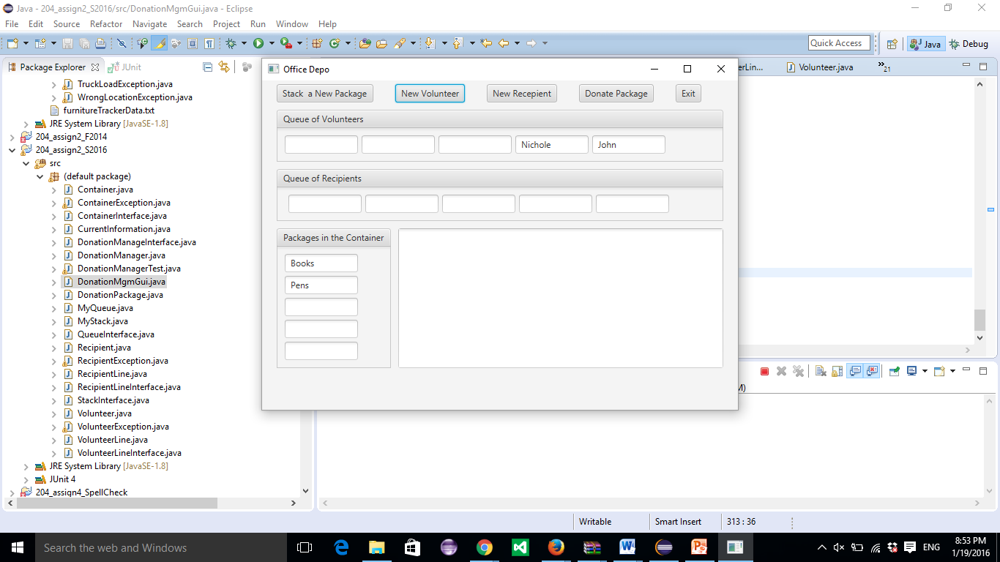 Java - 204_assign2_S2016/src/DonationMgmGui.java - Eclipse
File Edit Source Refactor Navigate Search Project Run Window Help
Quick Access
Java
Debug
Package Explorer
JUnit
TruckLoadException.java
WrongLocationException.java
furnitureTrackerData.txt
JRE System Library [JavaSE-1.8]
204_assign2_F2014
204_assign2_S2016
src
(default package)
Container.java
ContainerException.java
ContainerInterface.java
CurrentInformation.java
DonationManageInterface.java
DonationManager.java
DonationManagerTest.java
DonationMgmGui.java
DonationPackage.java
MyQueue.java
MyStack.java
QueueInterface.java
Recipient.java
RecipientException.java
RecipientLine.java
RecipientLineInterface.java
StackInterface.java
Volunteer.java
VolunteerException.java
VolunteerLine.java
VolunteerLineInterface.java
JRE System Library [JavaSE-1.8]
JUnit 4
204_assign4_SpellCheck
Office Depo
Stack a New Package
New Volunteer
New Recepient
Donate Package
Exit
Queue of Volunteers
Nichole
John
Queue of Recipients
Packages in the Container
Books
Pens
erLin...
Volunteer.java
21
M)
Writable
Smart Insert
313 : 36
Search the web and Windows
ENG
8:53 PM
1/19/2016